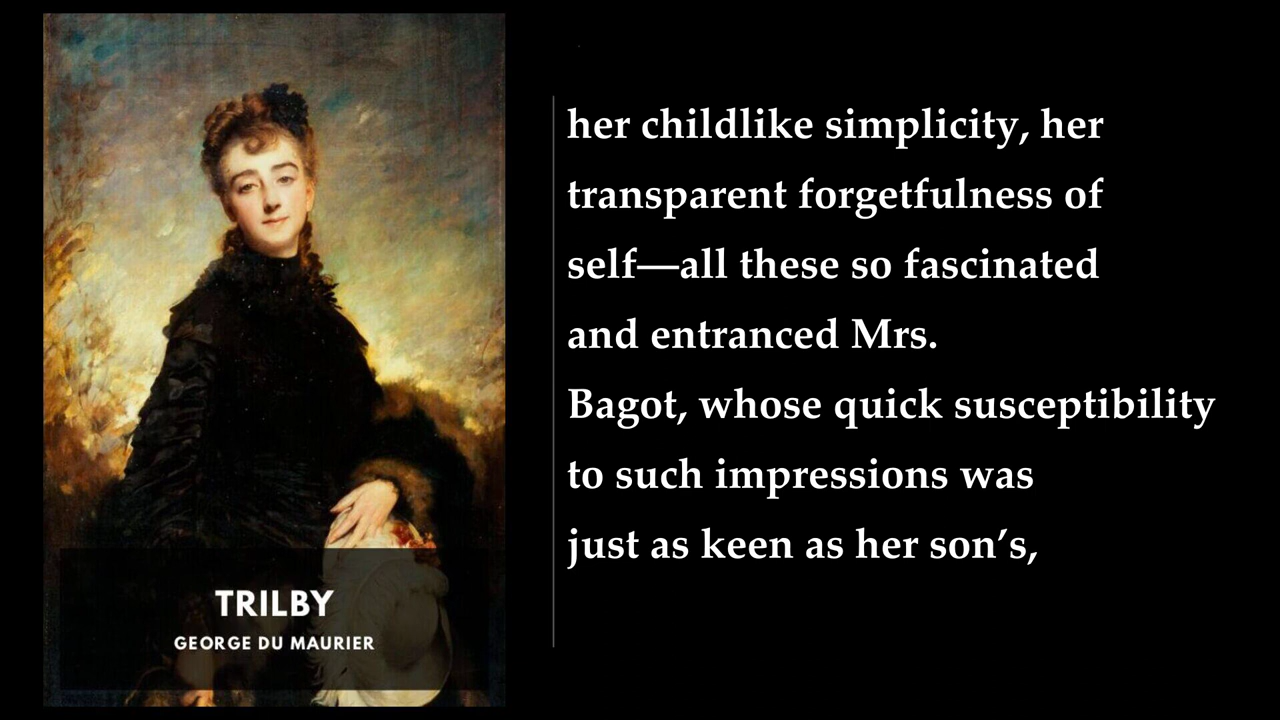 TRILBY
GEORGE DU MAURIER
her childlike simplicity, her
transparent forgetfulness of
self—all these so fascinated
and entranced Mrs.
Bagot, whose quick susceptibility
to such impressions was
just as keen as her son’s,